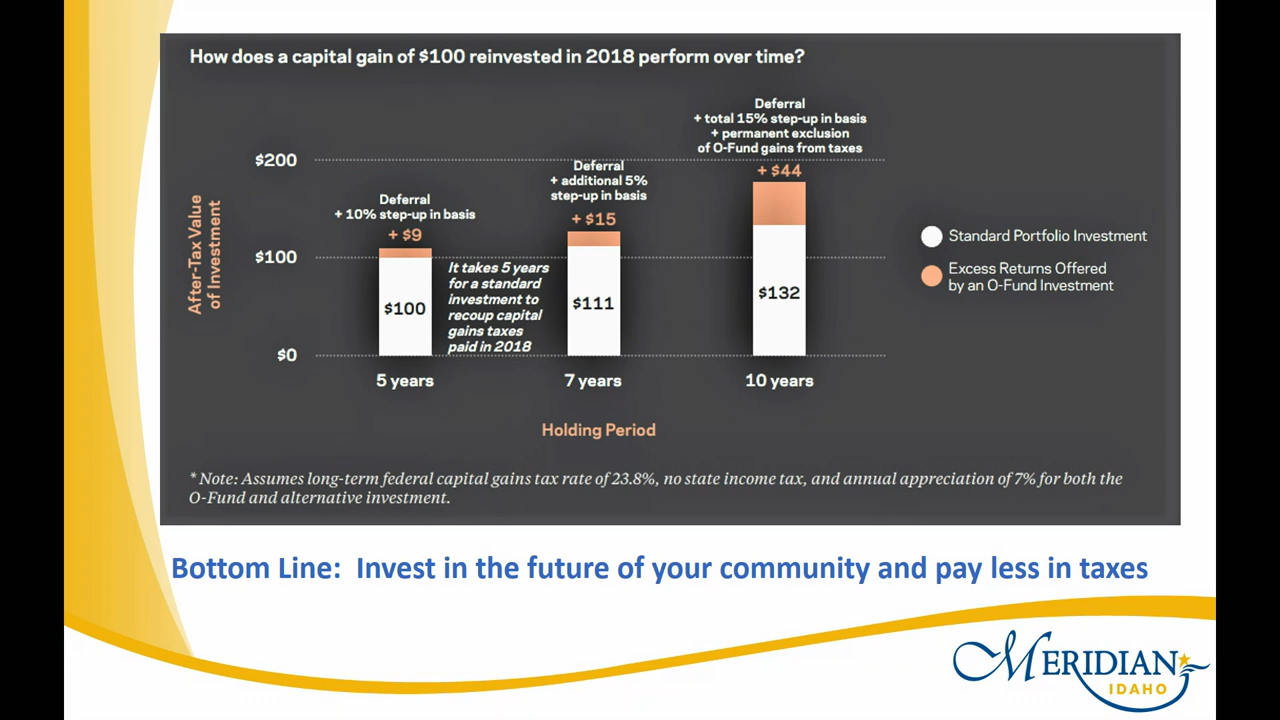 How does a capital gain of $100 reinvested in 2018 perform over time?
After-Tax Value
of Investment
$200
$100
$0
Deferral
+ 10% step-up in basis
+ $9
$100
It takes 5 years
for a standard
investment to
recoup capital
gains taxes
paid in 2018
Deferral
+ additional 5%
step-up in basis
+ $15
$111
Deferral
+ total 15% step-up in basis
+ permanent exclusion
of O-Fund gains from taxes
+ $44
$132
Standard Portfolio Investment
Excess Returns Offered
by an O-Fund Investment
5 years
7 years
10 years
Holding Period
* Note: Assumes long-term federal capital gains tax rate of 23.8%, no state income tax, and annual appreciation of 7% for both the
O-Fund and alternative investment.
Bottom Line: Invest in the future of your community and pay less in taxes
MERIDIAN
IDAHO